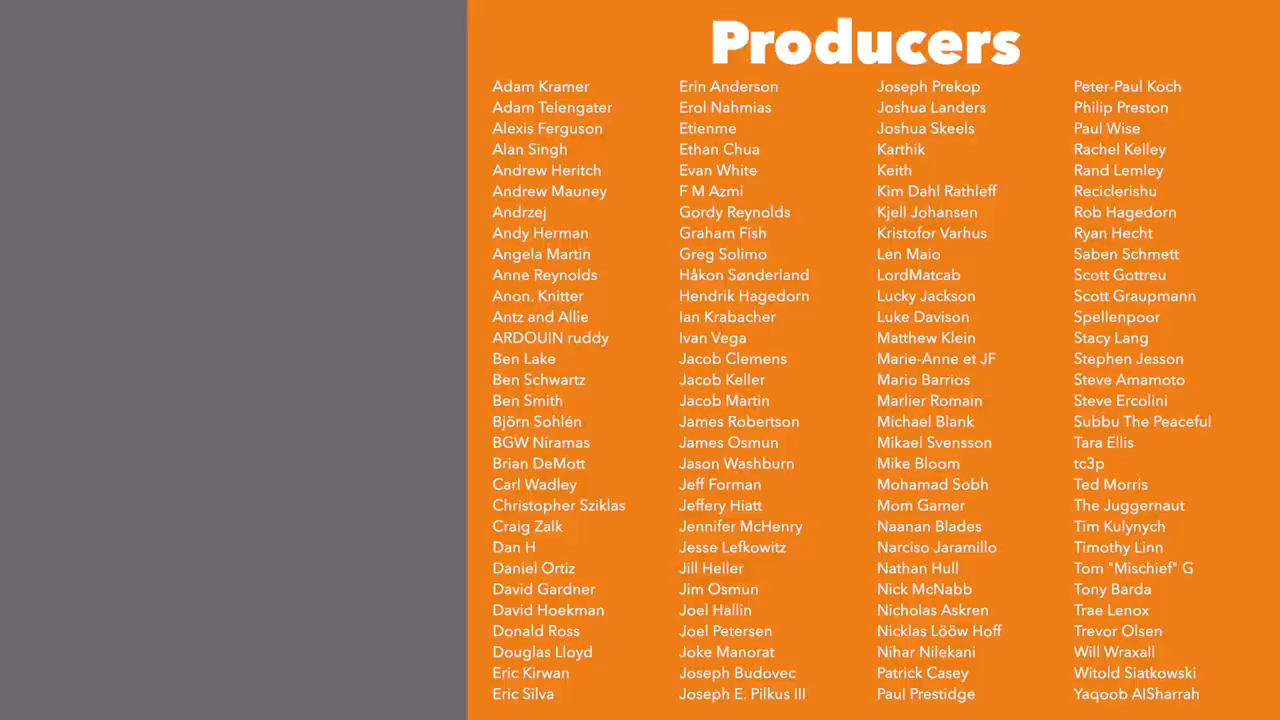 Producers
Adam Kramer
Adam Telengater
Alexis Ferguson
Alan Singh
Andrew Heritch
Andrew Mauney
Andrzej
Andy Herman
Angela Martin
Anne Reynolds
Anon. Knitter
Antz and Allie
ARDOUIN ruddy
Ben Lake
Ben Schwartz
Ben Smith
Björn Sohlén
BGW Niramas
Brian DeMott
Carl Wadley
Christopher Sziklas
Craig Zalk
Dan H
Daniel Ortiz
David Gardner
David Hoekman
Donald Ross
Douglas Lloyd
Eric Kirwan
Eric Silva
Erin Anderson
Erol Nahmias
Etienme
Ethan Chua
Evan White
F M Azmi
Gordy Reynolds
Graham Fish
Greg Solimo
Håkon Sønderland
Hendrik Hagedorn
Ian Krabacher
Ivan Vega
Jacob Clemens
Jacob Keller
Jacob Martin
James Robertson
James Osmun
Jason Washburn
Jeff Forman
Jeffery Hiatt
Jennifer McHenry
Jesse Lefkowitz
Jill Heller
Jim Osmun
Joel Hallin
Joel Petersen
Joke Manorat
Joseph Budovec
Joseph E. Pilkus III
Joseph Prekop
Joshua Landers
Joshua Skeels
Karthik
Keith
Kim Dahl Rathleff
Kjell Johansen
Kristofor Varhus
Len Maio
LordMatcab
Lucky Jackson
Luke Davison
Matthew Klein
Marie-Anne et JF
Mario Barrios
Marlier Romain
Michael Blank
Mikael Svensson
Mike Bloom
Mohamad Sobh
Mom Gamer
Naanan Blades
Narciso Jaramillo
Nathan Hull
Nick McNabb
Nicholas Askren
Nicklas Lööw Hoff
Nihar Nilekani
Patrick Casey
Paul Prestidge
Peter-Paul Koch
Philip Preston
Paul Wise
Rachel Kelley
Rand Lemley
Reciclerishu
Rob Hagedorn
Ryan Hecht
Saben Schmett
Scott Gottreu
Scott Graupmann
Spellenpoor
Stacy Lang
Stephen Jesson
Steve Amamoto
Steve Ercolini
Subbu The Peaceful
Tara Ellis
tc3p
Ted Morris
The Juggernaut
Tim Kulynych
Timothy Linn
Tom "Mischief" G
Tony Barda
Trae Lenox
Trevor Olsen
Will Wraxall
Witold Siatkowski
Yaqoob AlSharrah